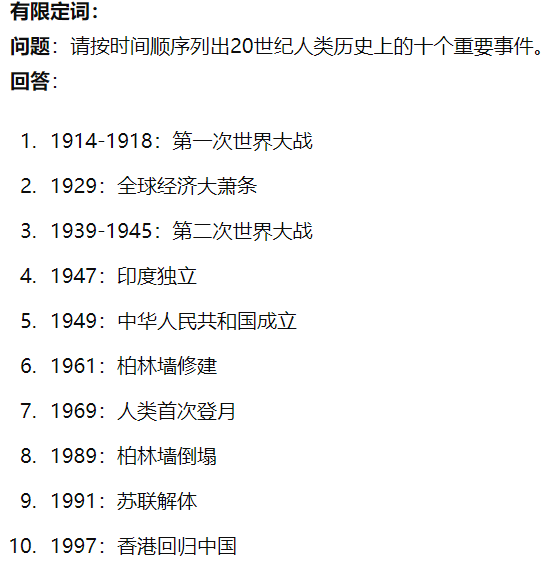 有限定词：
问题：请按时间顺序列出20世纪人类历史上的十个重要事件。
回答：
1. 1914-1918：第一次世界大战
2. 1929：全球经济大萧条
3. 1939-1945：第二次世界大战
4. 1947：印度独立
5. 1949：中华人民共和国成立
6. 1961：柏林墙修建
7. 1969：人类首次登月
8. 1989：柏林墙倒塌
9. 1991：苏联解体
10. 1997：香港回归中国